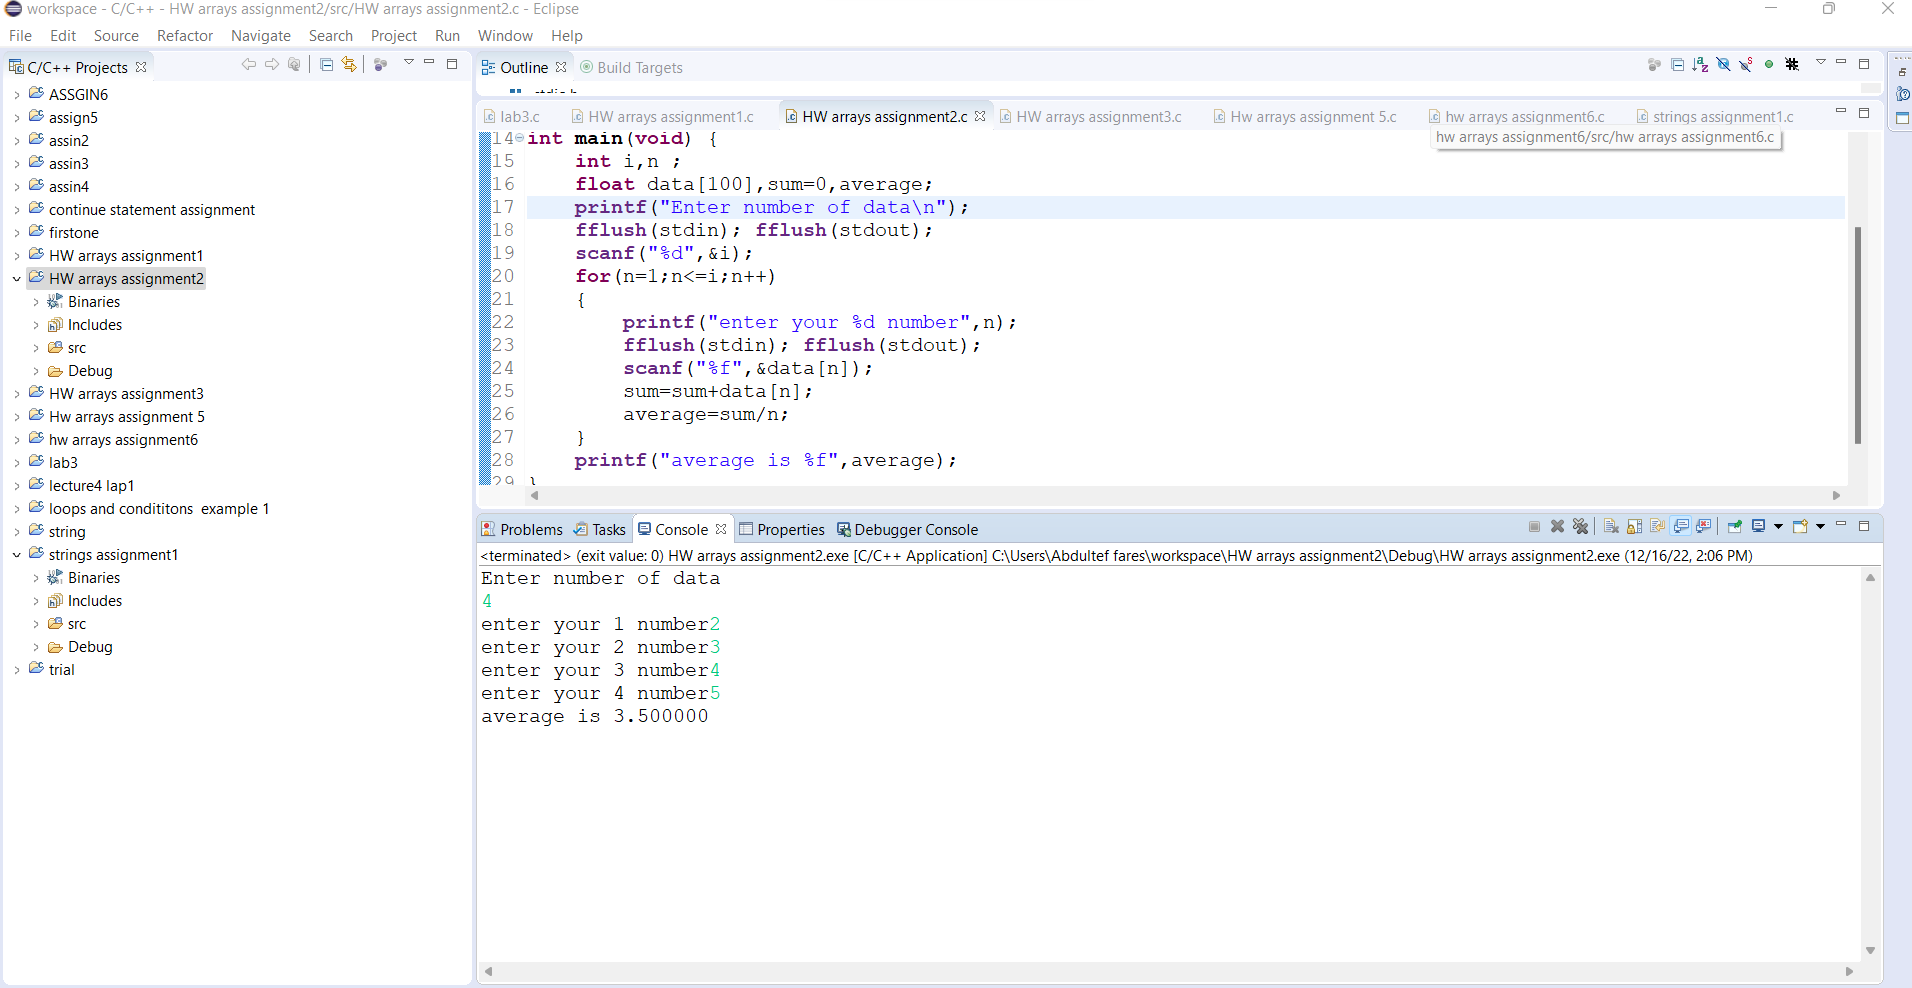 workspace - C/C++ - HW arrays assignment2/src/HW arrays assignment2.c - Eclipse
File Edit Source Refactor Navigate Search Project Run Window Help
C/C++ Projects
ASSGIN6
assign5
assin2
assin3
assin4
continue statement assignment
firstone
HW arrays assignment1
HW arrays assignment2
Binaries
Includes
src
Debug
HW arrays assignment3
Hw arrays assignment 5
hw arrays assignment6
lab3
lecture4 lap1
loops and condititons  example 1
string
strings assignment1
Binaries
Includes
src
Debug
trial
Outline Build Targets
stdio.h
lab3.c HW arrays assignment1.c HW arrays assignment2.c HW arrays assignment3.c Hw arrays assignment 5.c hw arrays assignment6.c strings assignment1.c
hw arrays assignment6/src/hw arrays assignment6.c
14 int main(void) {
15     int i,n ;
16     float data[100],sum=0,average;
17     printf("Enter number of data\n");
18     fflush(stdin); fflush(stdout);
19     scanf("%d",&i);
20     for(n=1;n<=i;n++)
21     {
22         printf("enter your %d number",n);
23         fflush(stdin); fflush(stdout);
24         scanf("%f",&data[n]);
25         sum=sum+data[n];
26         average=sum/n;
27     }
28     printf("average is %f",average);
29 }
Problems Tasks Console Properties Debugger Console
<terminated> (exit value: 0) HW arrays assignment2.exe [C/C++ Application] C:\Users\Abdultef fares\workspace\HW arrays assignment2\Debug\HW arrays assignment2.exe (12/16/22, 2:06 PM)
Enter number of data
4
enter your 1 number2
enter your 2 number3
enter your 3 number4
enter your 4 number5
average is 3.500000